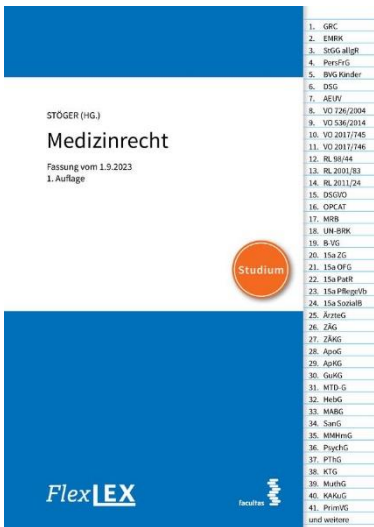 STÖGER (HG.)
Medizinrecht
Fassung vom 1.9.2023
1. Auflage
Studium
FlexLEX
facultas
1. GRC
2. EMRK
3. StGG allgR
4. PersFrG
5. BVG Kinder
6. DSG
7. AEUV
8. VO 726/2004
9. VO 536/2014
10. VO 2017/745
11. VO 2017/746
12. RL 98/44
13. RL 2001/83
14. RL 2011/24
15. DSGVO
16. OPCAT
17. MRB
18. UN-BRK
19. B-VG
20. 15a ZG
21. 15a OFG
22. 15a PatR
23. 15a PflegeVb
24. 15a SozialB
25. ÄrzteG
26. ZÄG
27. ZÄKG
28. ApoG
29. ApKG
30. GuKG
31. MTD-G
32. HebG
33. MABG
34. SanG
35. MMHmG
36. PsychG
37. PThG
38. KTG
39. MuthG
40. KAKuG
41. PrimVG
und weitere